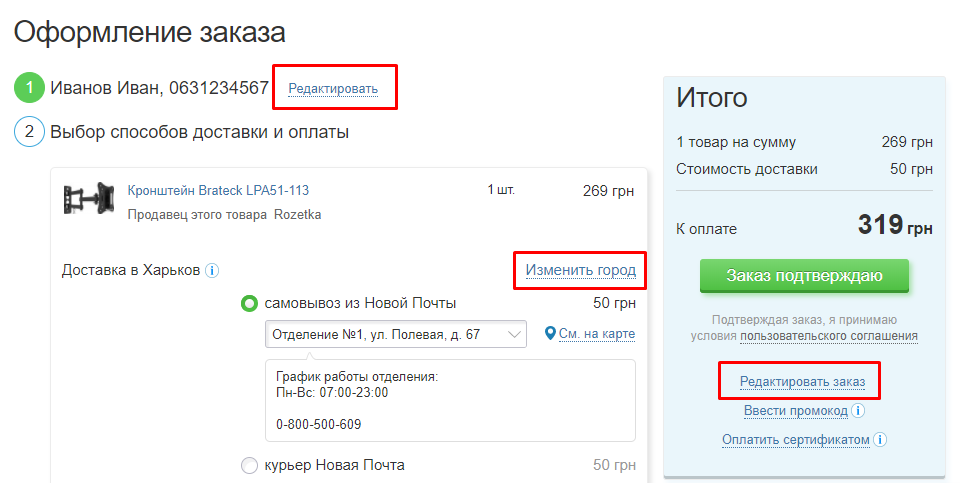 Оформление заказа
1 Иванов Иван, 0631234567 Редактировать
2 Выбор способов доставки и оплаты
Кронштейн Brateck LPA51-113 1 шт. 269 грн
Продавец этого товара Rozetka
Доставка в Харьков i Изменить город
самовывоз из Новой Почты 50 грн
Отделение №1, ул. Полевая, д. 67 См. на карте
График работы отделения:
Пн-Вс: 07:00-23:00
0-800-500-609
курьер Новая Почта 50 грн
Итого
1 товар на сумму 269 грн
Стоимость доставки 50 грн
К оплате 319 грн
Заказ подтверждаю
Подтверждая заказ, я принимаю
условия пользовательского соглашения
Редактировать заказ
Ввести промокод i
Оплатить сертификатом i